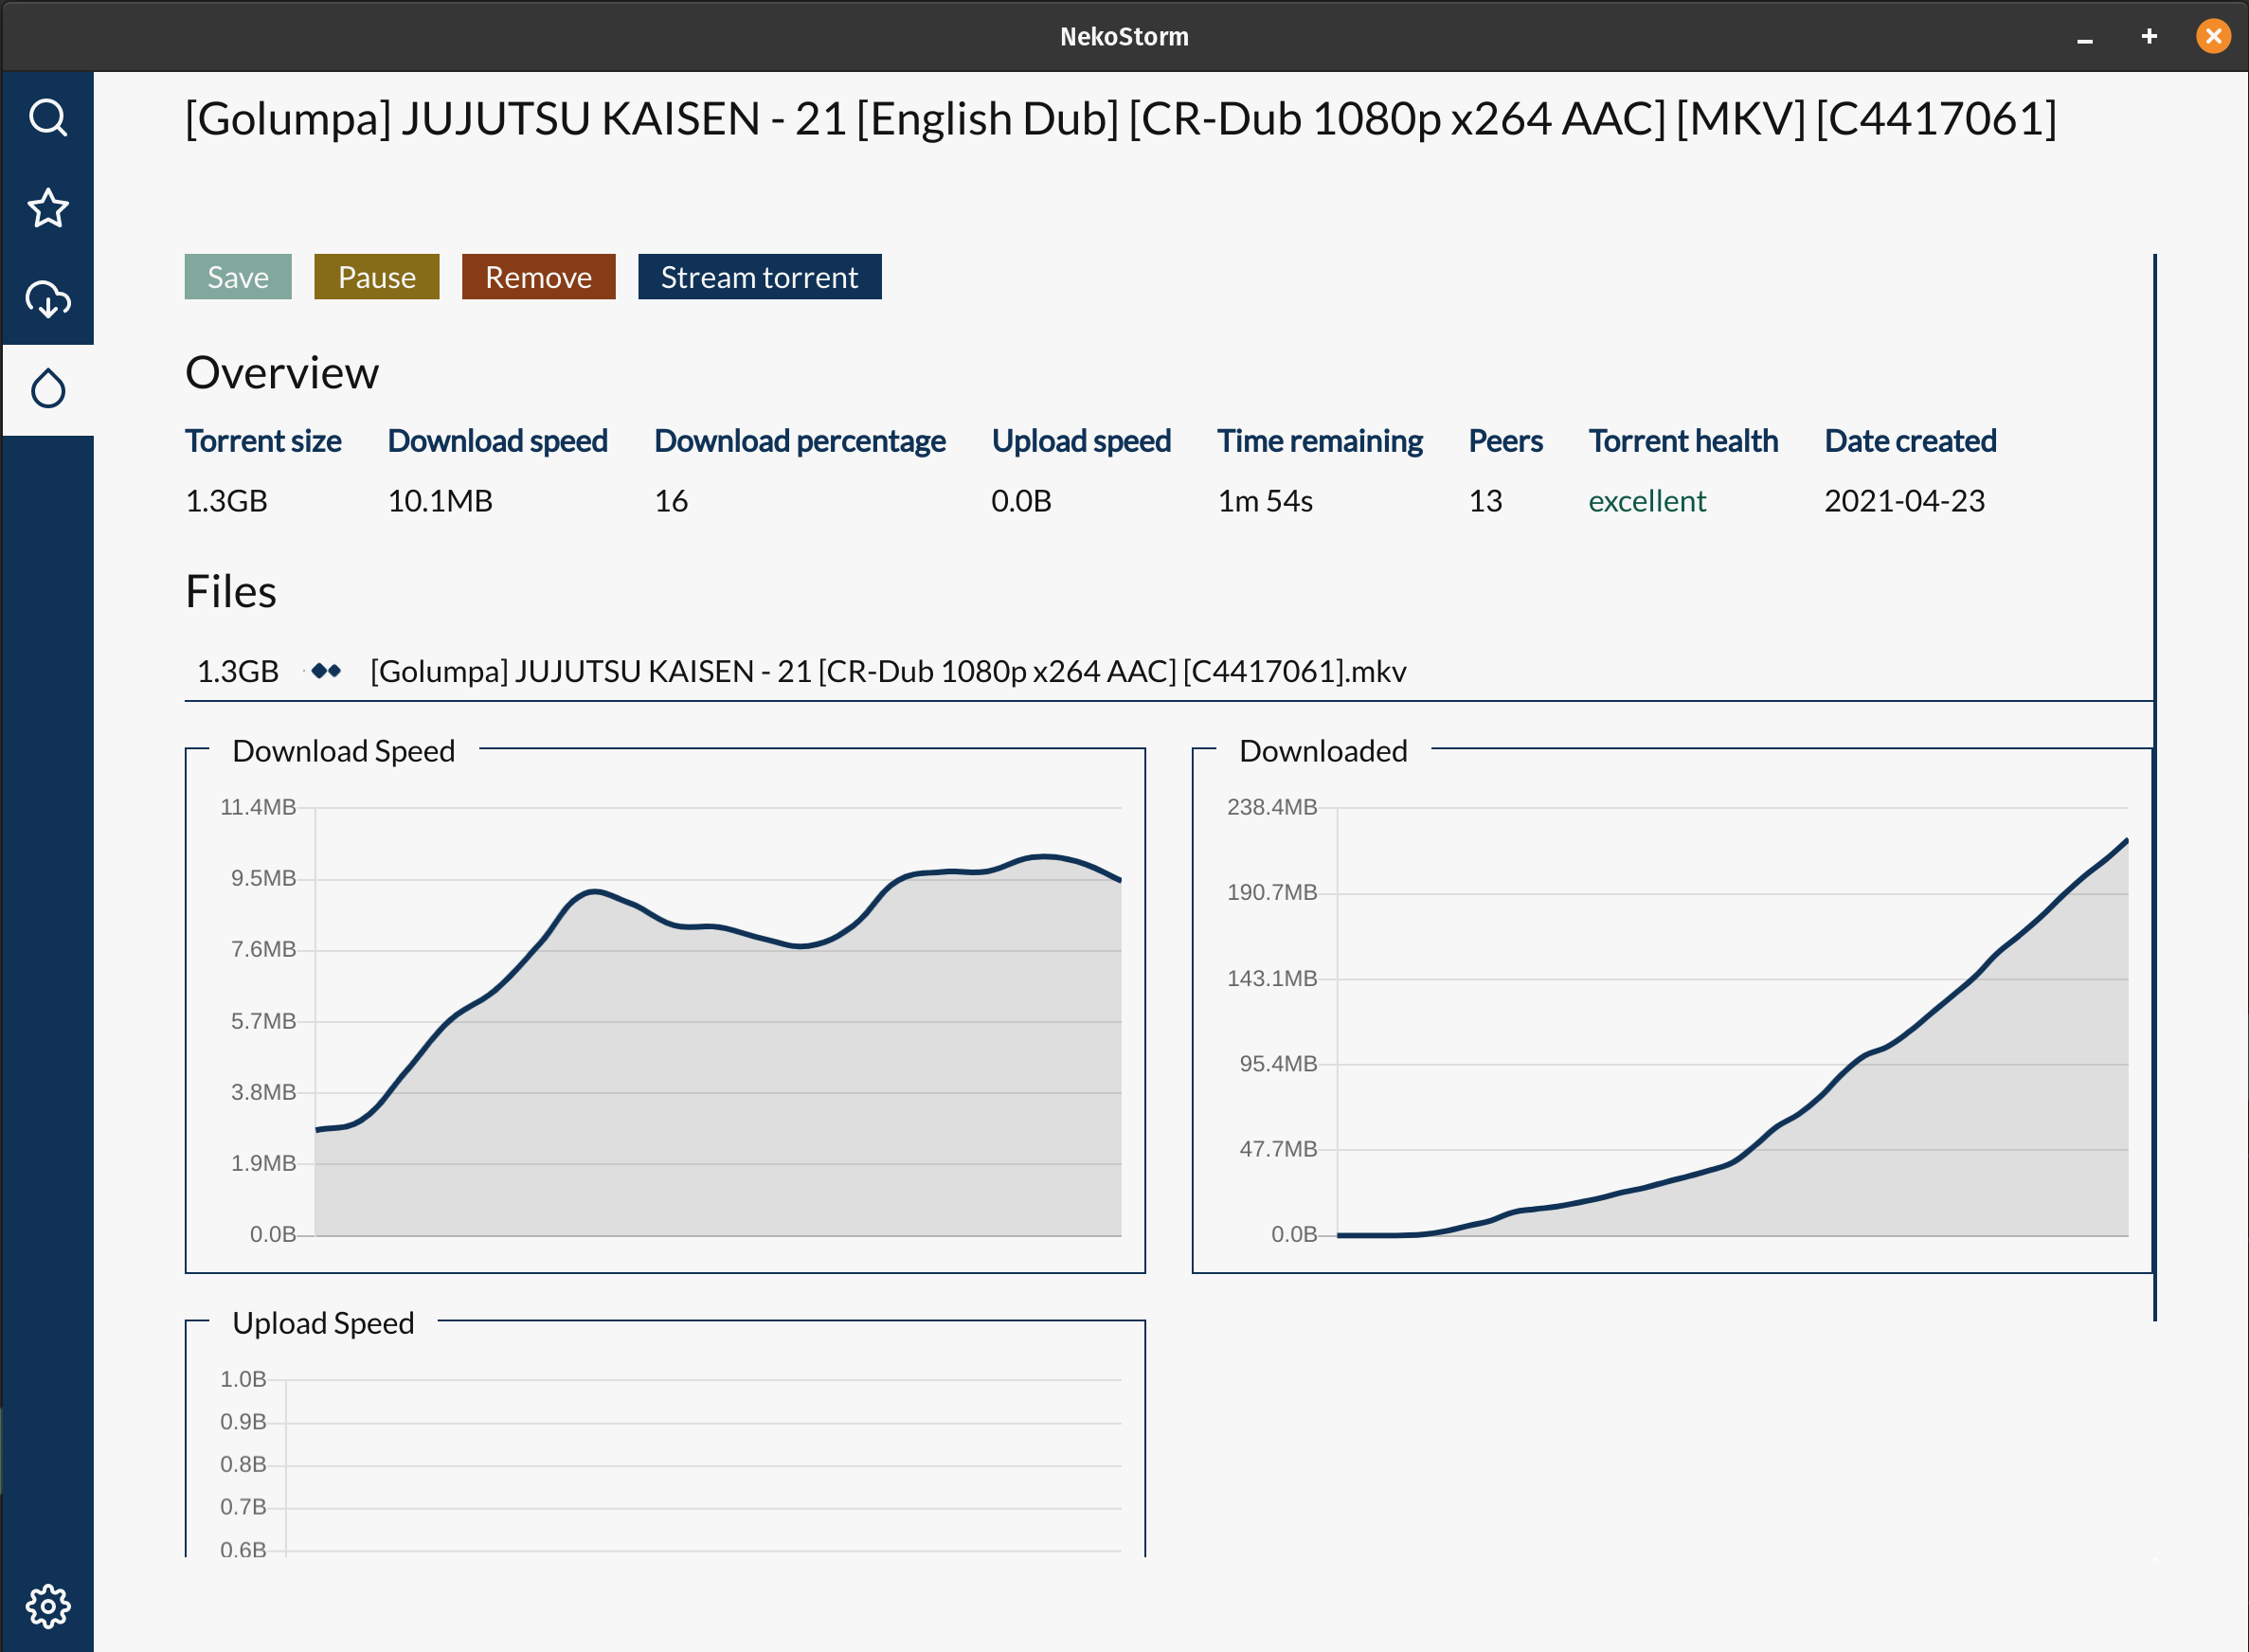 NekoStorm
[Golumpa] JUJUTSU KAISEN - 21 [English Dub] [CR-Dub 1080p x264 AAC] [MKV] [C4417061]
Save Pause Remove Stream torrent
Overview
Torrent size Download speed Download percentage Upload speed Time remaining Peers Torrent health Date created
1.3GB 10.1MB 16 0.0B 1m 54s 13 excellent 2021-04-23
Files
1.3GB [Golumpa] JUJUTSU KAISEN - 21 [CR-Dub 1080p x264 AAC] [C4417061].mkv
Download Speed
11.4MB
9.5MB
7.6MB
5.7MB
3.8MB
1.9MB
0.0B
Downloaded
238.4MB
190.7MB
143.1MB
95.4MB
47.7MB
0.0B
Upload Speed
1.0B
0.9B
0.8B
0.7B
0.6B